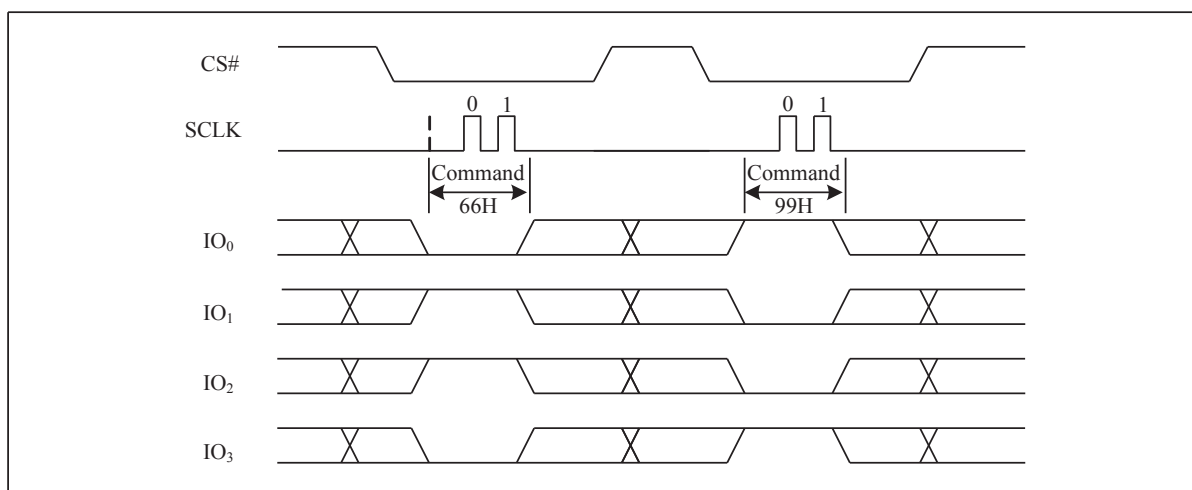 CS#
0 1 0 1
SCLK
Command Command
66H 99H
IO0
IO1
IO2
IO3